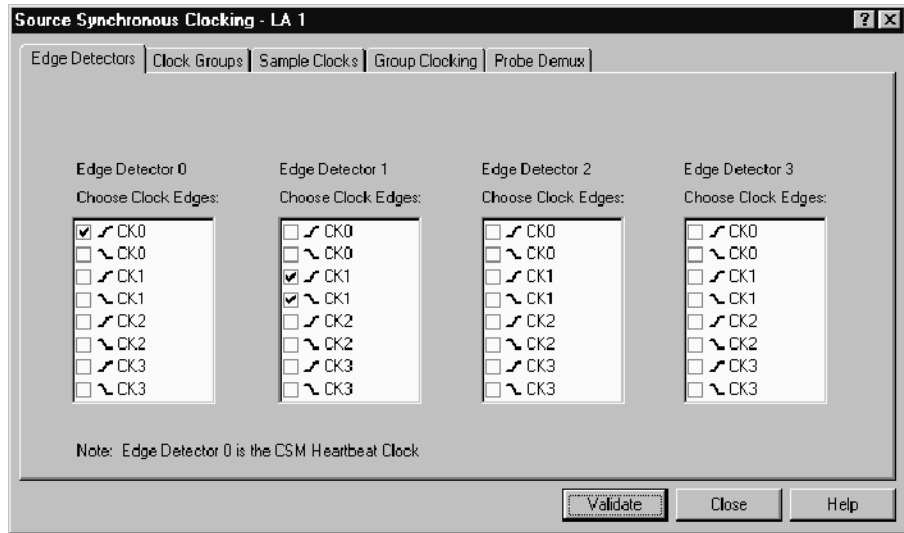 Source Synchronous Clocking - LA 1
Edge Detectors Clock Groups Sample Clocks Group Clocking Probe Demux
Edge Detector 0 Edge Detector 1 Edge Detector 2 Edge Detector 3
Choose Clock Edges: Choose Clock Edges: Choose Clock Edges: Choose Clock Edges:
CK0 CK0 CK0 CK0
CK0 CK0 CK0 CK0
CK1 CK1 CK1 CK1
CK1 CK1 CK1 CK1
CK2 CK2 CK2 CK2
CK2 CK2 CK2 CK2
CK3 CK3 CK3 CK3
CK3 CK3 CK3 CK3
Note: Edge Detector 0 is the CSM Heartbeat Clock
Validate Close Help